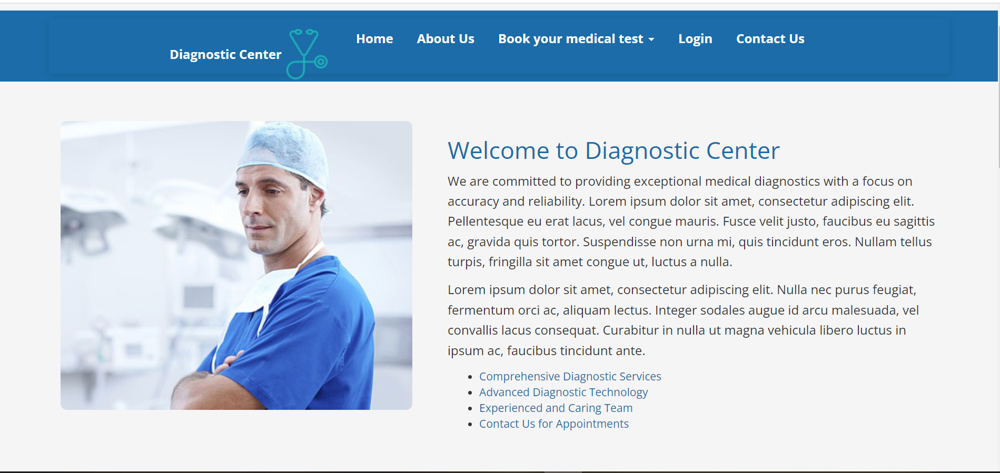 Diagnostic Center
Home
About Us
Book your medical test
Login
Contact Us
Welcome to Diagnostic Center
We are committed to providing exceptional medical diagnostics with a focus on
accuracy and reliability. Lorem ipsum dolor sit amet, consectetur adipiscing elit.
Pellentesque eu erat lacus, vel congue mauris. Fusce velit justo, faucibus eu sagittis
ac, gravida quis tortor. Suspendisse non urna mi, quis tincidunt eros. Nullam tellus
turpis, fringilla sit amet congue ut, luctus a nulla.
Lorem ipsum dolor sit amet, consectetur adipiscing elit. Nulla nec purus feugiat,
fermentum orci ac, aliquam lectus. Integer sodales augue id arcu malesuada, vel
convallis lacus consequat. Curabitur in nulla ut magna vehicula libero luctus in
ipsum ac, faucibus tincidunt ante.
Comprehensive Diagnostic Services
Advanced Diagnostic Technology
Experienced and Caring Team
Contact Us for Appointments